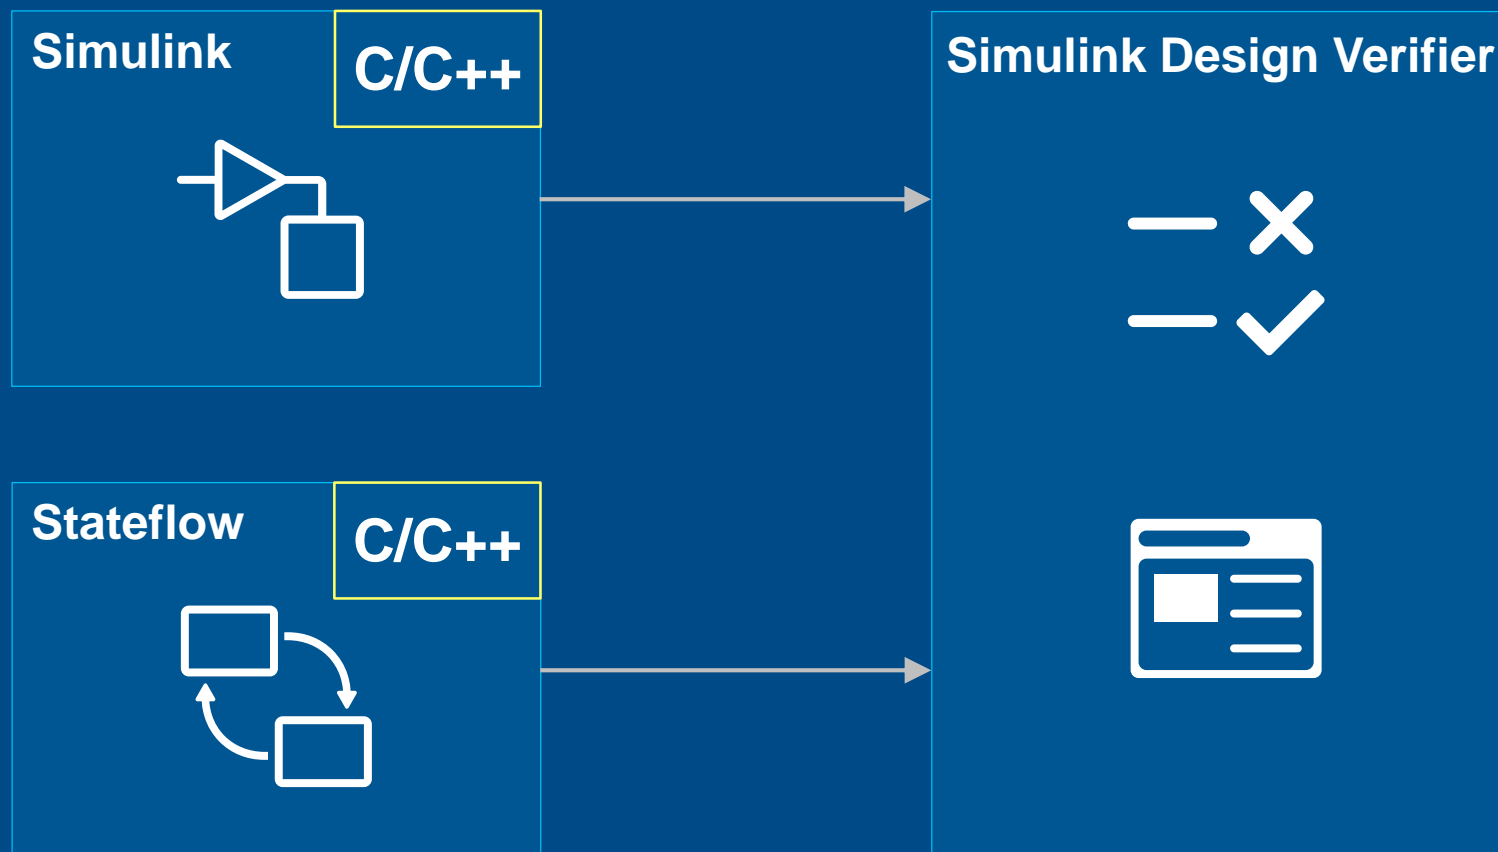 Simulink
C/C++
Simulink Design Verifier
Stateflow
C/C++